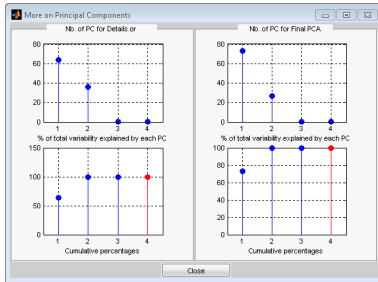 More on Principal Components
Nb. of PC for Details or
80
60
40
20
0
1 2 3 4
% of total variability explained by each PC
150
100
50
0
1 2 3 4
Cumulative percentages
Nb. of PC for Final PCA
80
60
40
20
0
1 2 3 4
% of total variability explained by each PC
100
80
60
40
20
0
1 2 3 4
Cumulative percentages
Close